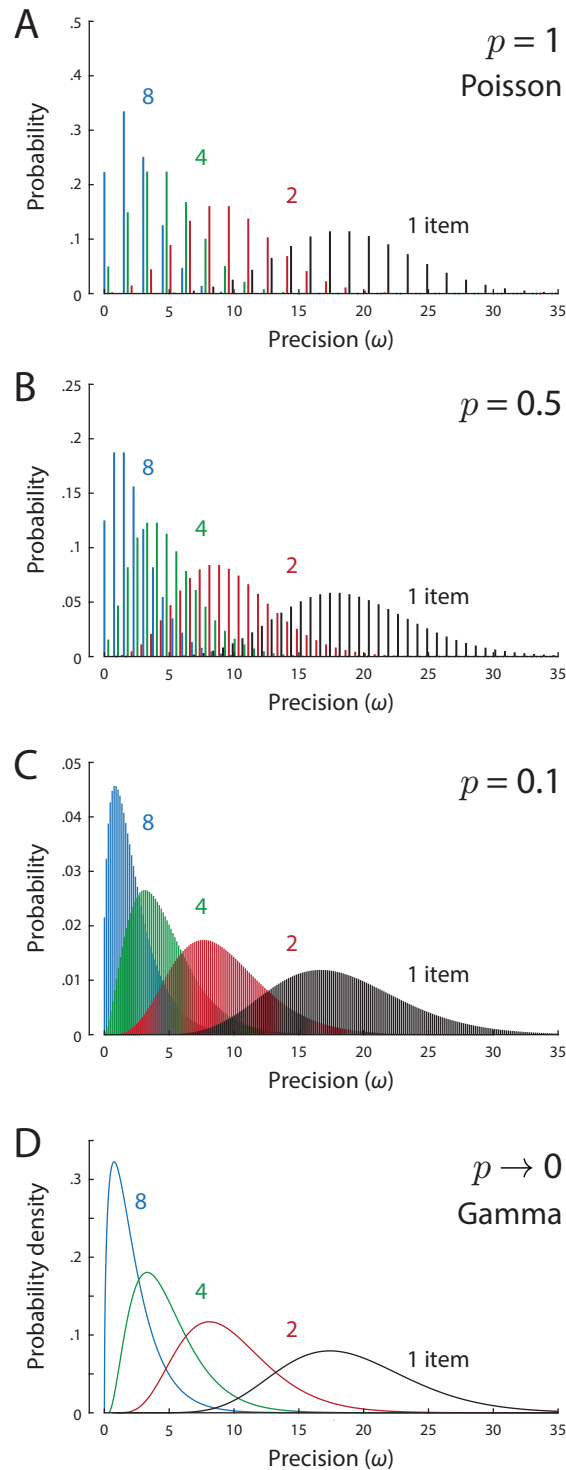 A
p = 1
Poisson
.5
.4
.3
.2
.1
0
Probability
8
4
2
1 item
0 5 10 15 20 25 30 35
Precision (ω)
B
p = 0.5
.25
.2
.15
.1
.05
0
Probability
8
4
2
1 item
0 5 10 15 20 25 30 35
Precision (ω)
C
p = 0.1
.05
.04
.03
.02
.01
0
Probability
8
4
2
1 item
0 5 10 15 20 25 30 35
Precision (ω)
D
p → 0
Gamma
.3
.2
.1
0
Probability density
8
4
2
1 item
0 5 10 15 20 25 30 35
Precision (ω)